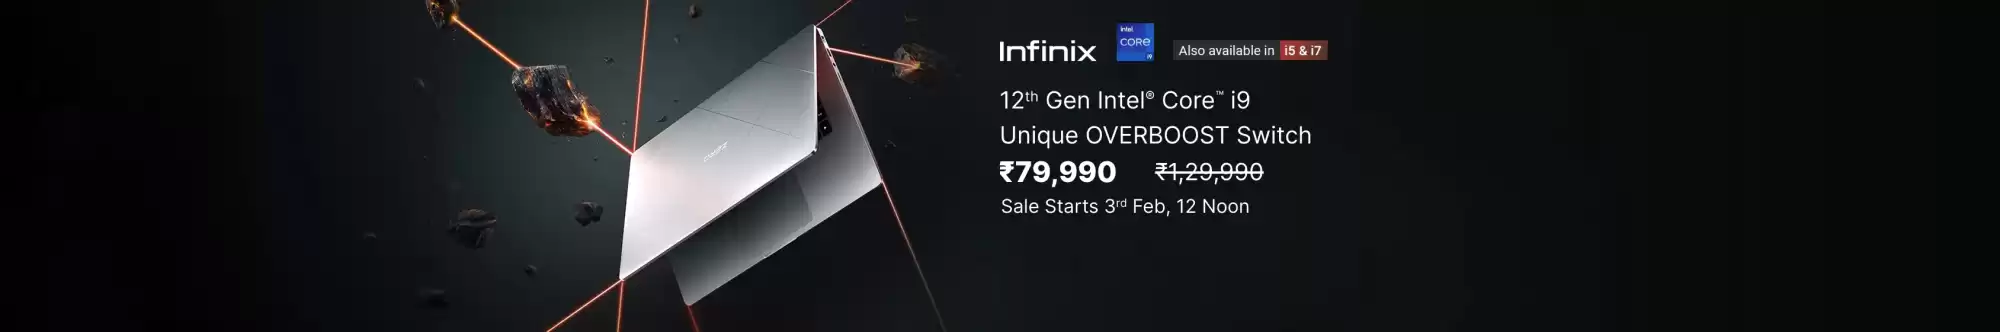 Infinix
intel CORE i9
Also available in i5 & i7
12th Gen Intel® Core™ i9
Unique OVERBOOST Switch
₹79,990 ₹1,29,990
Sale Starts 3rd Feb, 12 Noon